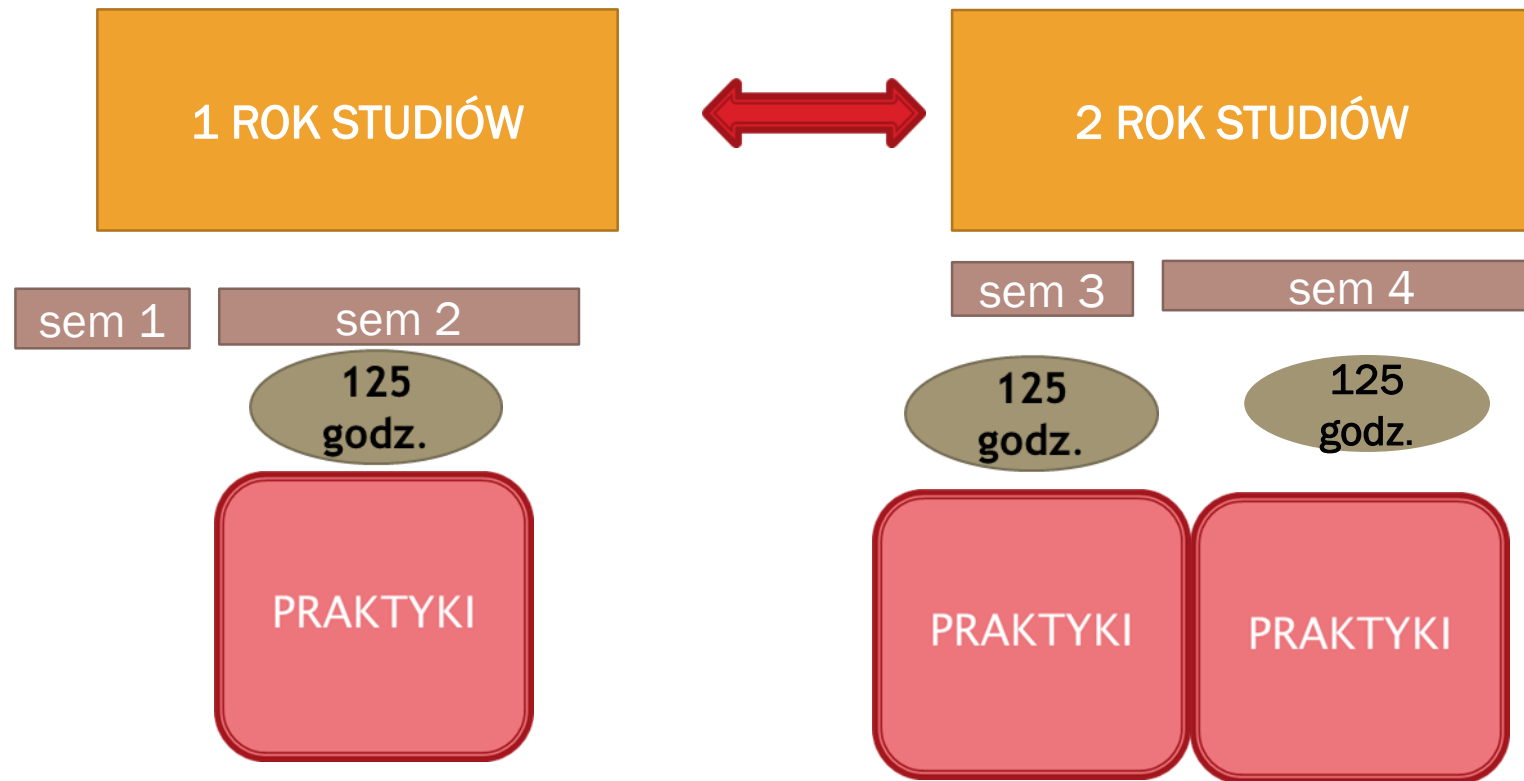 1 ROK STUDIÓW
2 ROK STUDIÓW
sem 1
sem 2
sem 3
sem 4
125
godz.
125
godz.
125
godz.
PRAKTYKI
PRAKTYKI
PRAKTYKI